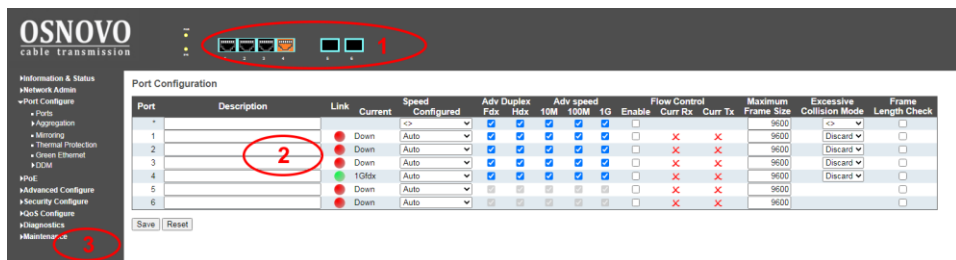 OSNOVO
cable transmission
1
1 2 3 4 5 6
Information & Status
Network Admin
Port Configure
Ports
Aggregation
Mirroring
Thermal Protection
Green Ethernet
DDM
PoE
Advanced Configure
Security Configure
QoS Configure
Diagnostics
Maintenance
3
Port Configuration
Port Description Link Speed Adv Duplex Adv speed Flow Control Maximum Excessive Frame
Current Configured Fdx Hdx 10M 100M 1G Enable Curr Rx Curr Tx Frame Size Collision Mode Length Check
* <> 9600 <>
1 Down Auto 9600 Discard
2 Down Auto 9600 Discard
2
3 Down Auto 9600 Discard
4 1Gfdx Auto 9600 Discard
5 Down Auto 9600
6 Down Auto 9600
Save Reset